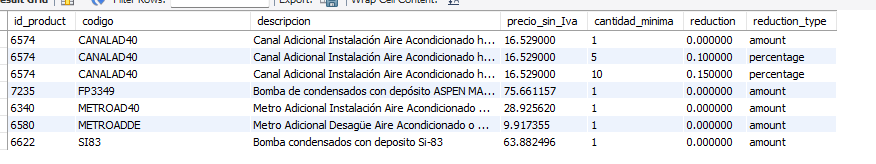 Result Grid Filter Rows: Export: Wrap Cell Content:
id_product codigo descripcion precio_sin_Iva cantidad_minima reduction reduction_type
6574 CANALAD40 Canal Adicional Instalación Aire Acondicionado h... 16.529000 1 0.000000 amount
6574 CANALAD40 Canal Adicional Instalación Aire Acondicionado h... 16.529000 5 0.100000 percentage
6574 CANALAD40 Canal Adicional Instalación Aire Acondicionado h... 16.529000 10 0.150000 percentage
7235 FP3349 Bomba de condensados con depósito ASPEN MA... 75.661157 1 0.000000 amount
6340 METROAD40 Metro Adicional Instalación Aire Acondicionado ... 28.925620 1 0.000000 amount
6580 METROADDE Metro Adicional Desagüe Aire Acondicionado o ... 9.917355 1 0.000000 amount
6622 SI83 Bomba condensados con deposito Si-83 63.882496 1 0.000000 amount